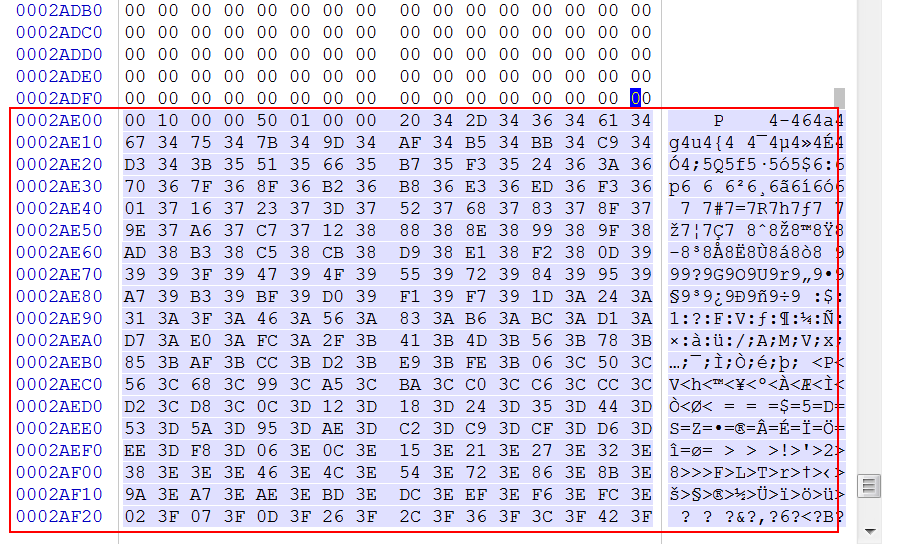 0002ADB0 00 00 00 00 00 00 00 00 00 00 00 00 00 00 00 00
0002ADC0 00 00 00 00 00 00 00 00 00 00 00 00 00 00 00 00
0002ADD0 00 00 00 00 00 00 00 00 00 00 00 00 00 00 00 00
0002ADE0 00 00 00 00 00 00 00 00 00 00 00 00 00 00 00 00
0002ADF0 00 00 00 00 00 00 00 00 00 00 00 00 00 00 00 00
0002AE00 00 10 00 00 50 01 00 00 20 34 2D 34 36 34 61 34 P 4-464a4
0002AE10 67 34 75 34 7B 34 9D 34 AF 34 B5 34 BB 34 C9 34 g4u4{4 4¯4µ4»4É4
0002AE20 D3 34 3B 35 51 35 66 35 B7 35 F3 35 24 36 3A 36 Ó4;5Q5f5·5ó5$6:6
0002AE30 70 36 7F 36 8F 36 B2 36 B8 36 E3 36 ED 36 F3 36 p6 6 6²6¸6ã6í6ó6
0002AE40 01 37 16 37 23 37 3D 37 52 37 68 37 83 37 8F 37 7 7#7=7R7h7ƒ7 7
0002AE50 9E 37 A6 37 C7 37 12 38 88 38 8E 38 99 38 9F 38 ž7¦7Ç7 8ˆ8Ž8™8Ÿ8
0002AE60 AD 38 B3 38 C5 38 CB 38 D9 38 E1 38 F2 38 0D 39 -8³8Å8Ë8Ù8á8ò8 9
0002AE70 39 39 3F 39 47 39 4F 39 55 39 72 39 84 39 95 39 99?9G9O9U9r9„9•9
0002AE80 A7 39 B3 39 BF 39 D0 39 F1 39 F7 39 1D 3A 24 3A §9³9¿9Ð9ñ9÷9 :$:
0002AE90 31 3A 3F 3A 46 3A 56 3A 83 3A B6 3A BC 3A D1 3A 1:?:F:V:ƒ:¶:¼:Ñ:
0002AEA0 D7 3A E0 3A FC 3A 2F 3B 41 3B 4D 3B 56 3B 78 3B ×:à:ü:/;A;M;V;x;
0002AEB0 85 3B AF 3B CC 3B D2 3B E9 3B FE 3B 06 3C 50 3C …;¯;Ì;Ò;é;þ; <P<
0002AEC0 56 3C 68 3C 99 3C A5 3C BA 3C C0 3C C6 3C CC 3C V<h<™<¥<º<À<Æ<Ì<
0002AED0 D2 3C D8 3C 0C 3D 12 3D 18 3D 24 3D 35 3D 44 3D Ò<Ø< = = =$=5=D=
0002AEE0 53 3D 5A 3D 95 3D AE 3D C2 3D C9 3D CF 3D D6 3D S=Z=•=®=Â=É=Ï=Ö=
0002AEF0 EE 3D F8 3D 06 3E 0C 3E 15 3E 21 3E 27 3E 32 3E î=ø= > > >!>'>2>
0002AF00 38 3E 3E 3E 46 3E 4C 3E 54 3E 72 3E 86 3E 8B 3E 8>>>F>L>T>r>†>‹>
0002AF10 9A 3E A7 3E AE 3E BD 3E DC 3E EF 3E F6 3E FC 3E š>§>®>½>Ü>ï>ö>ü>
0002AF20 02 3F 07 3F 0D 3F 26 3F 2C 3F 36 3F 3C 3F 42 3F ? ? ?&?,?6?<?B?